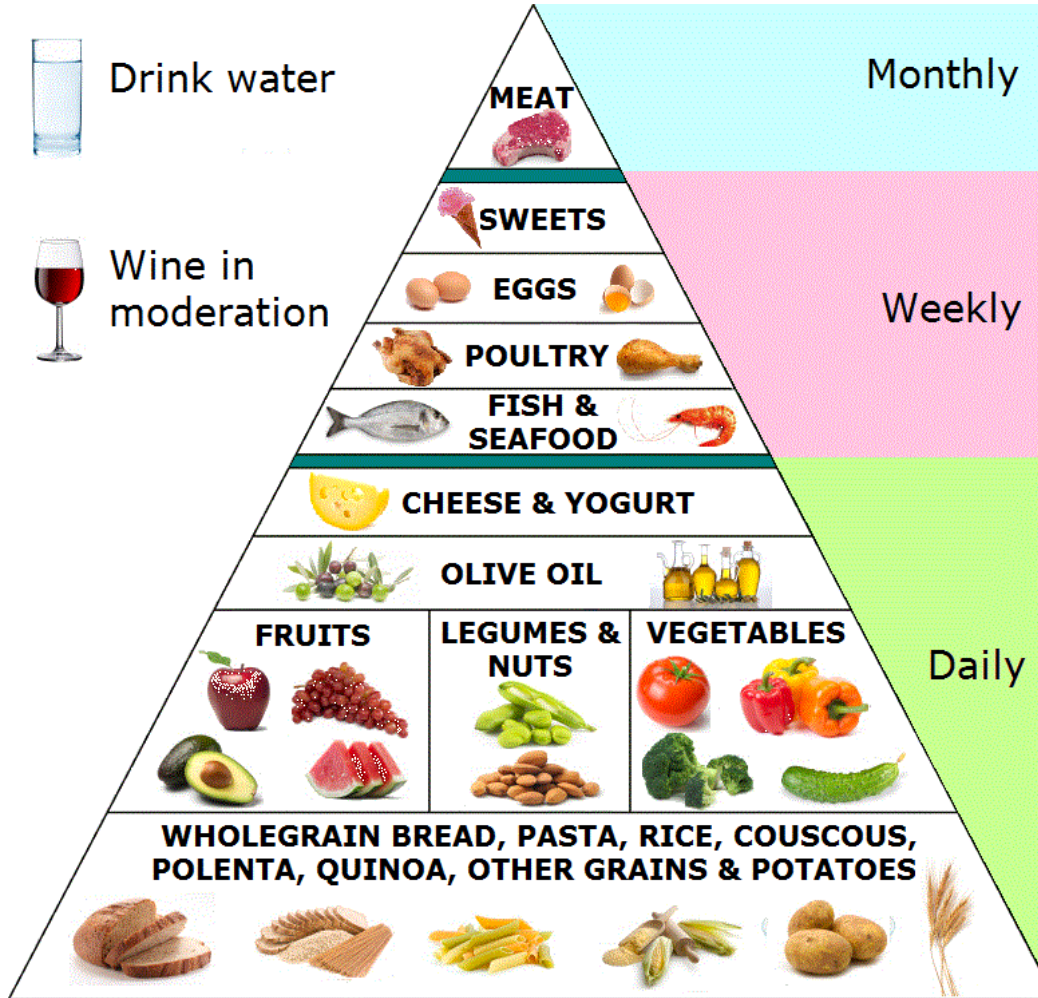 Drink water
Wine in
moderation
MEAT
Monthly
SWEETS
EGGS
POULTRY
FISH &
SEAFOOD
Weekly
CHEESE & YOGURT
OLIVE OIL
FRUITS
LEGUMES &
NUTS
VEGETABLES
Daily
WHOLEGRAIN BREAD, PASTA, RICE, COUSCOUS,
POLENTA, QUINOA, OTHER GRAINS & POTATOES